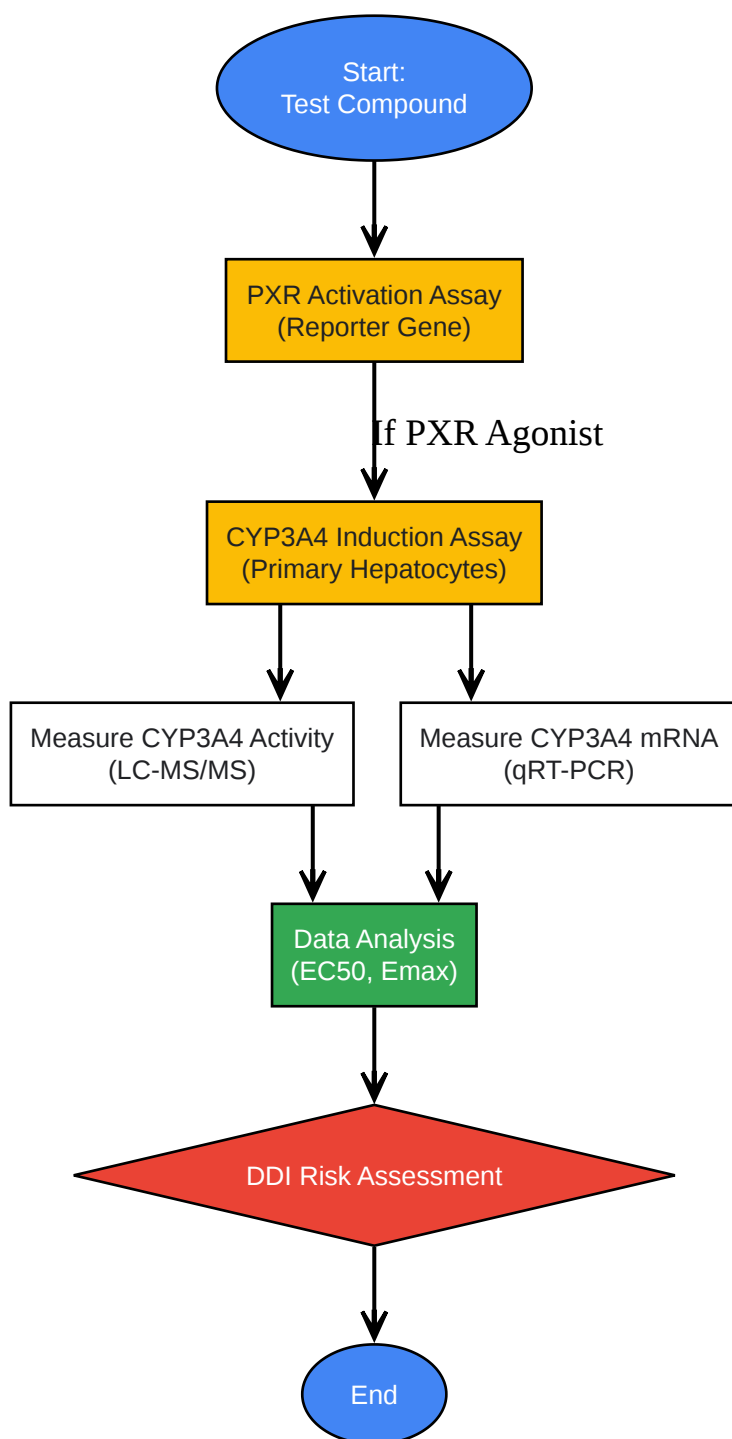 Start:
Test Compound
PXR Activation Assay
(Reporter Gene)
If PXR Agonist
CYP3A4 Induction Assay
(Primary Hepatocytes)
Measure CYP3A4 Activity
(LC-MS/MS)
Measure CYP3A4 mRNA
(qRT-PCR)
Data Analysis
(EC50, Emax)
DDI Risk Assessment
End